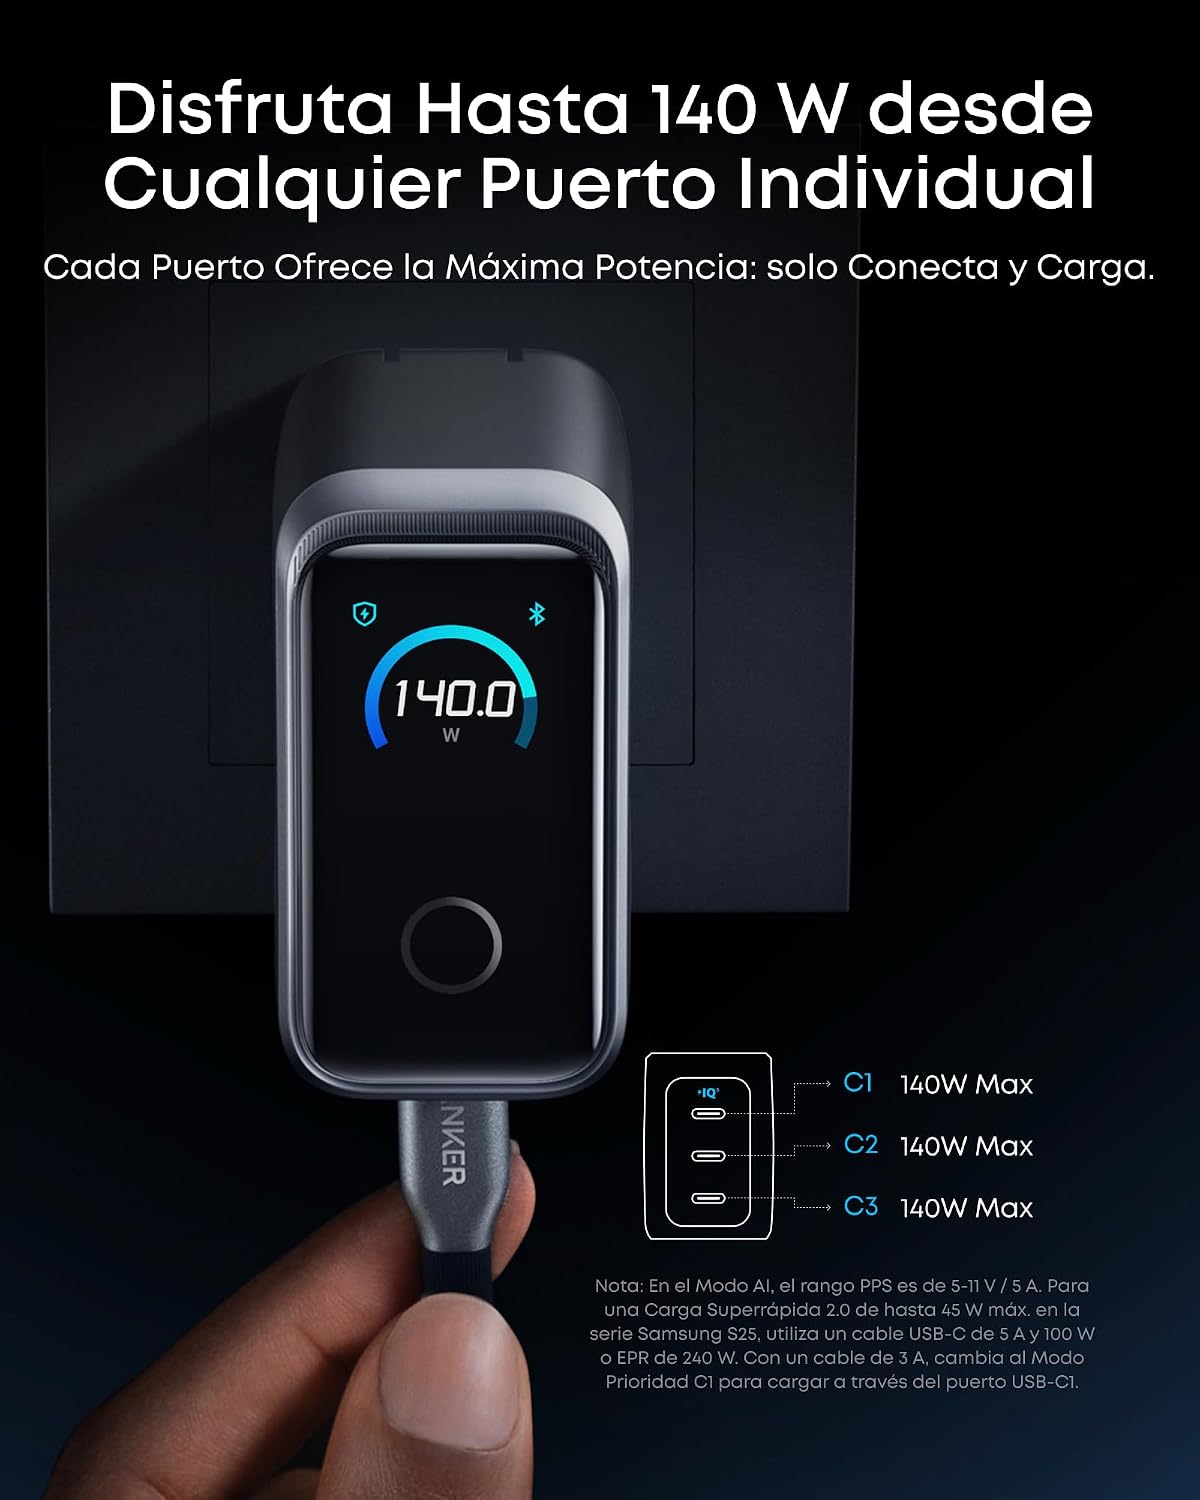 Disfruta Hasta 140 W desde
Cualquier Puerto Individual
Cada Puerto Ofrece la Máxima Potencia: solo Conecta y Carga.
140.0
W
ANKER
IQ³
C1 140W Max
C2 140W Max
C3 140W Max
Nota: En el Modo AI, el rango PPS es de 5-11 V / 5 A. Para
una Carga Superrápida 2.0 de hasta 45 W máx. en la
serie Samsung S25, utiliza un cable USB-C de 5 A y 100 W
o EPR de 240 W. Con un cable de 3 A, cambia al Modo
Prioridad C1 para cargar a través del puerto USB-C1.